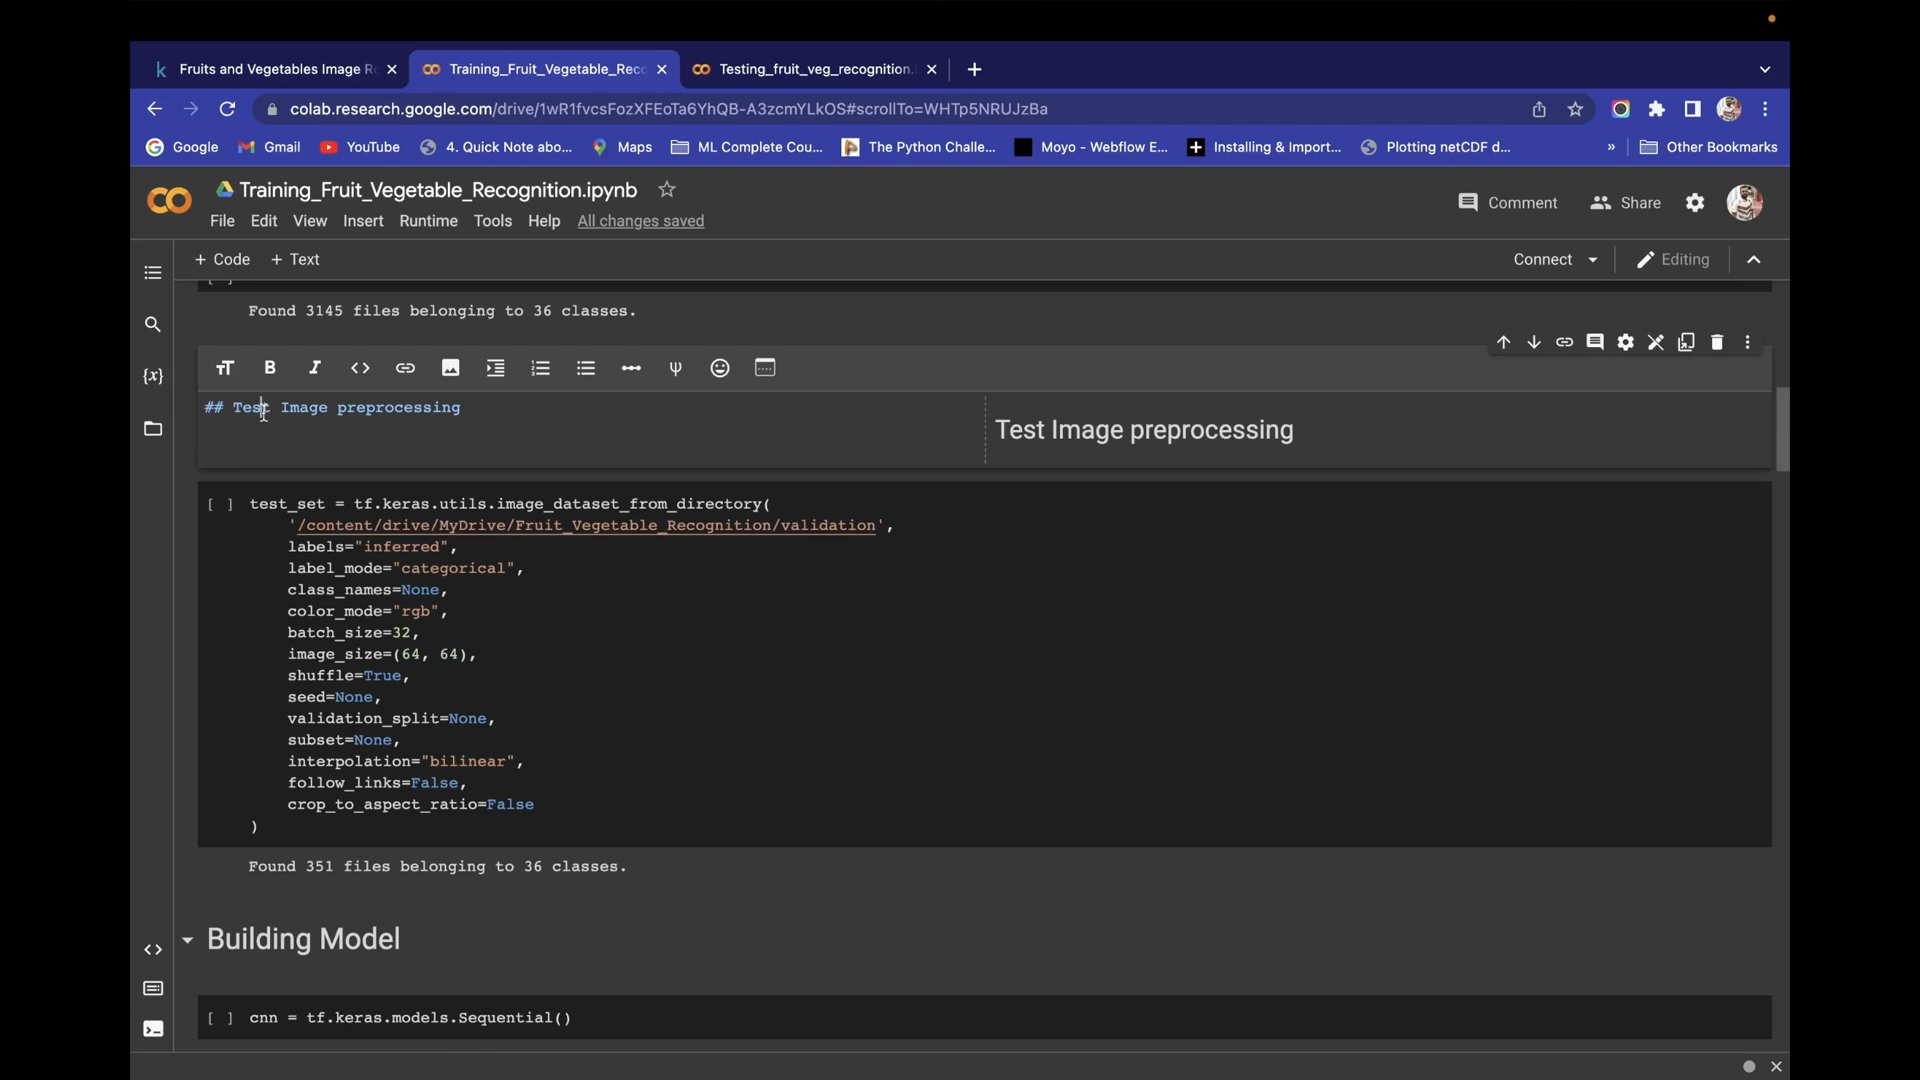 Fruits and Vegetables Image R
Training_Fruit_Vegetable_Reco
Testing_fruit_veg_recognition.
colab.research.google.com/drive/1wR1fvcsFozXFEoTa6YhQB-A3zcmYLkOS#scrollTo=WHTp5NRUJzBa
Google
Gmail
YouTube
4. Quick Note abo...
Maps
ML Complete Cou...
The Python Challe...
Moyo - Webflow E...
Installing & Import...
Plotting netCDF d...
»
Other Bookmarks
Training_Fruit_Vegetable_Recognition.ipynb
Comment
Share
File Edit View Insert Runtime Tools Help All changes saved
+ Code + Text
Connect
Editing
Found 3145 files belonging to 36 classes.
## Test Image preprocessing
Test Image preprocessing
[ ] test_set = tf.keras.utils.image_dataset_from_directory(
'/content/drive/MyDrive/Fruit_Vegetable_Recognition/validation',
labels="inferred",
label_mode="categorical",
class_names=None,
color_mode="rgb",
batch_size=32,
image_size=(64, 64),
shuffle=True,
seed=None,
validation_split=None,
subset=None,
interpolation="bilinear",
follow_links=False,
crop_to_aspect_ratio=False
)
Found 351 files belonging to 36 classes.
Building Model
[ ] cnn = tf.keras.models.Sequential()